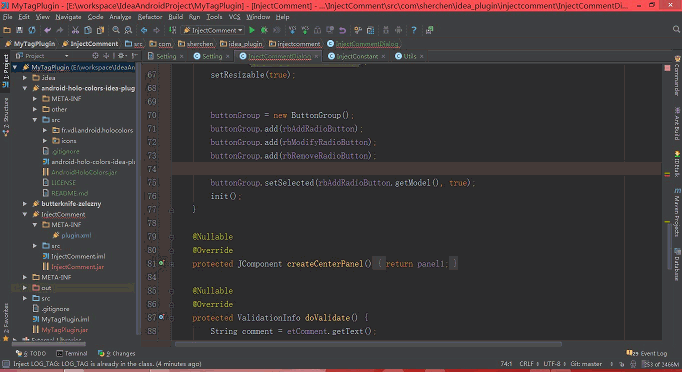 MyTagPlugin - [E:\workspace\IdeaAndroidProject\MyTagPlugin] - [InjectComment] - ...\InjectComment\src\com\sherchen\idea_plugin\injectcomment\InjectCommentDi...
File Edit View Navigate Code Analyze Refactor Build Run Tools VCS Window Help
InjectComment
MyTagPlugin InjectComment src com sherchen idea_plugin injectcomment InjectCommentDialog
Project
Setting Setting InjectCommentDialog InjectConstant Utils
1: Project
Z: Structure
2: Favorites
MyTagPlugin (E:\workspace\IdeaAn
.idea
android-holo-colors-idea-plug
META-INF
other
src
fr.vdl.android.holocolors
icons
.gitignore
android-holo-colors-idea-plu
AndroidHoloColors.jar
LICENSE
README.md
butterknife-zelezny
InjectComment
META-INF
plugin.xml
src
InjectComment.iml
InjectComment.jar
META-INF
out
src
.gitignore
MyTagPlugin.iml
MyTagPlugin.jar
External Libraries
67 setResizable(true);
68
69
70 buttonGroup = new ButtonGroup();
71 buttonGroup.add(rbAddRadioButton);
72 buttonGroup.add(rbModifyRadioButton);
73 buttonGroup.add(rbRemoveRadioButton);
74
75 buttonGroup.setSelected(rbAddRadioButton.getModel(), true);
76 init();
77 }
78
79 @Nullable
80 @Override
81 protected JComponent createCenterPanel() { return panel1; }
84
85 @Nullable
86 @Override
87 protected ValidationInfo doValidate() {
88 String comment = etComment.getText();
Commander
Ant Build
IDEtalk
Maven Projects
Database
6: TODO Terminal 9: Changes
Event Log
Inject LOG_TAG: LOG_TAG is already in the class. (4 minutes ago)
74:1 CRLF UTF-8 Git: master
53 of 2466M